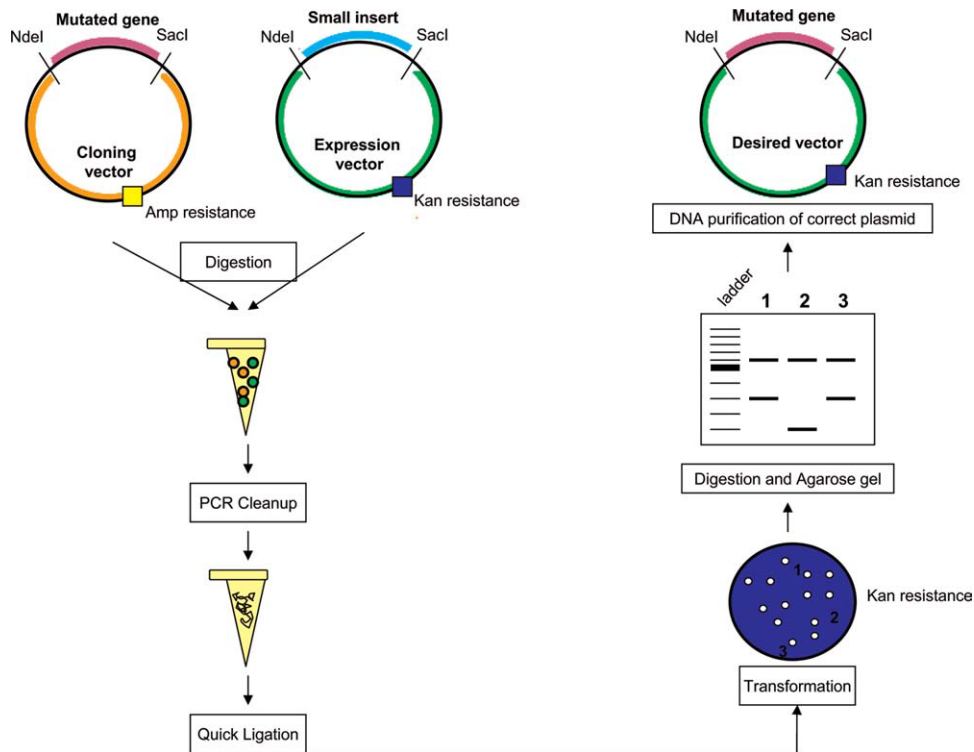 Mutated gene
NdeI
SacI
Cloning
vector
Amp resistance
Small insert
NdeI
SacI
Expression
vector
Kan resistance
Digestion
PCR Cleanup
Quick Ligation
Mutated gene
NdeI
SacI
Desired vector
Kan resistance
DNA purification of correct plasmid
ladder
1 2 3
Digestion and Agarose gel
1
2
3
Kan resistance
Transformation